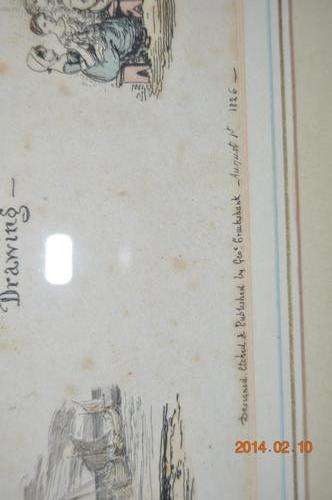 Drawing —
Designed Etched & Published by Geo.ᵉ Cruikshank — August 1ˢᵗ 1826 —
2014.02.10